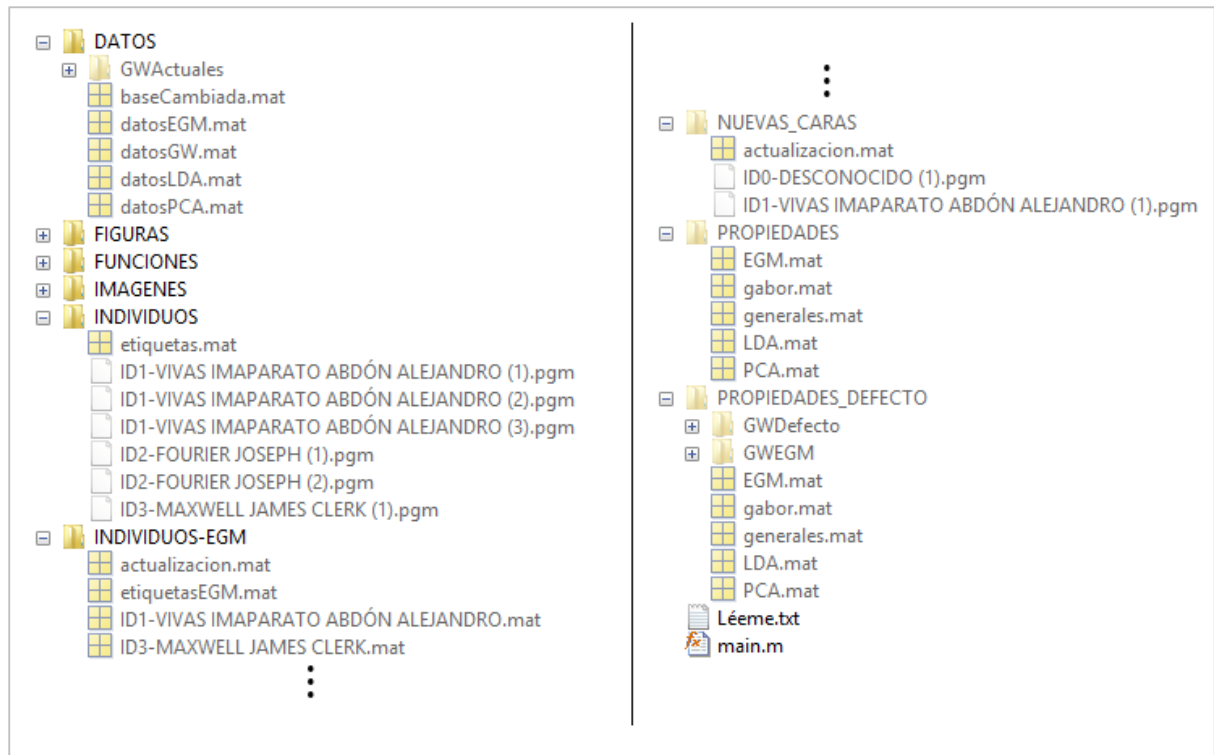 DATOS
GWActuales
baseCambiada.mat
datosEGM.mat
datosGW.mat
datosLDA.mat
datosPCA.mat
FIGURAS
FUNCIONES
IMAGENES
INDIVIDUOS
etiquetas.mat
ID1-VIVAS IMAPARATO ABDÓN ALEJANDRO (1).pgm
ID1-VIVAS IMAPARATO ABDÓN ALEJANDRO (2).pgm
ID1-VIVAS IMAPARATO ABDÓN ALEJANDRO (3).pgm
ID2-FOURIER JOSEPH (1).pgm
ID2-FOURIER JOSEPH (2).pgm
ID3-MAXWELL JAMES CLERK (1).pgm
INDIVIDUOS-EGM
actualizacion.mat
etiquetasEGM.mat
ID1-VIVAS IMAPARATO ABDÓN ALEJANDRO.mat
ID3-MAXWELL JAMES CLERK.mat
NUEVAS_CARAS
actualizacion.mat
ID0-DESCONOCIDO (1).pgm
ID1-VIVAS IMAPARATO ABDÓN ALEJANDRO (1).pgm
PROPIEDADES
EGM.mat
gabor.mat
generales.mat
LDA.mat
PCA.mat
PROPIEDADES_DEFECTO
GWDefecto
GWEGM
EGM.mat
gabor.mat
generales.mat
LDA.mat
PCA.mat
Léeme.txt
main.m